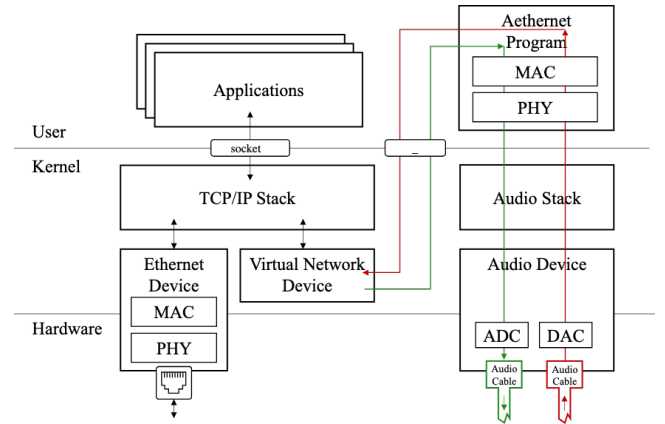 Aethernet
Program
MAC
PHY
Applications
User
socket
_
Kernel
TCP/IP Stack
Audio Stack
Ethernet
Device
MAC
PHY
Virtual Network
Device
Audio Device
Hardware
ADC
DAC
Audio
Cable
Audio
Cable